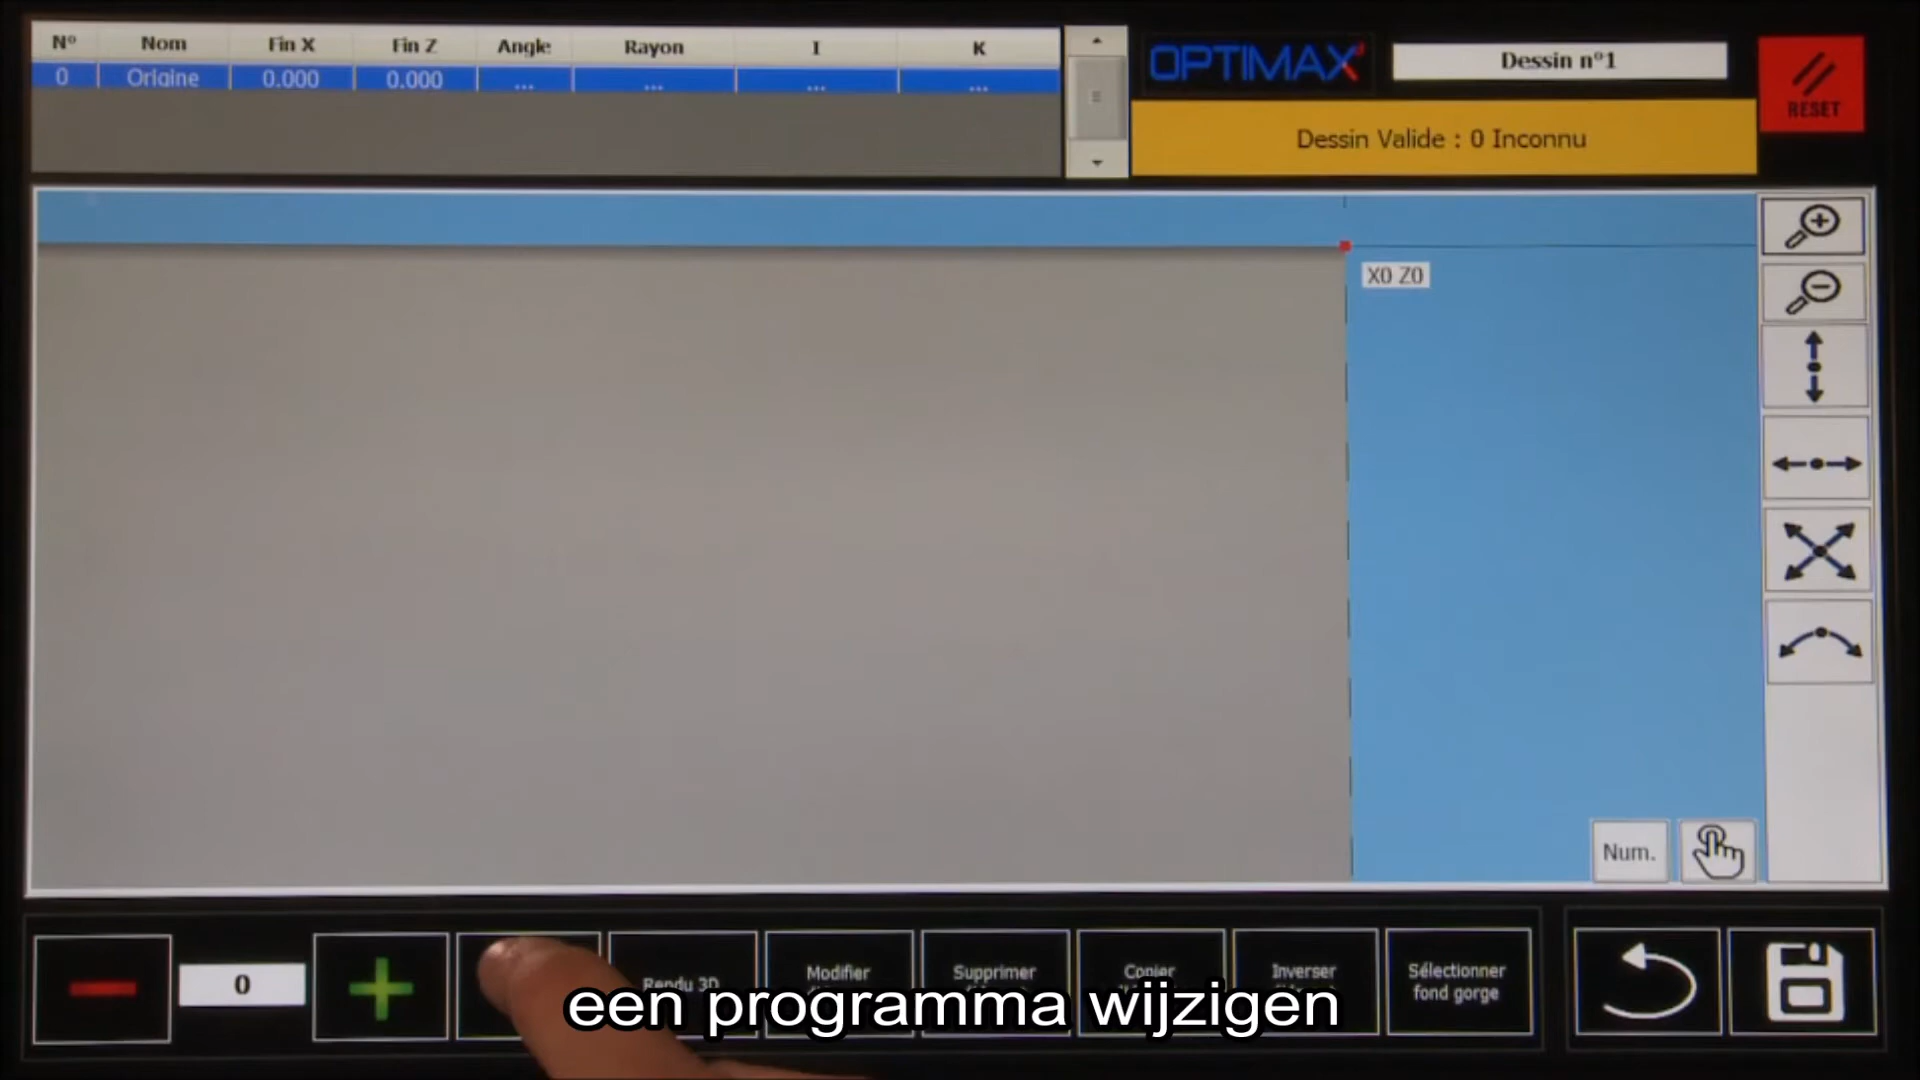 N° Nom Fin X Fin Z Angle Rayon I K
0 Origine 0.000 0.000 ... ... ... ...
OPTIMAX
Dessin n°1
Dessin Valide : 0 Inconnu
RESET
X0 Z0
Num.
0
Rendu 3D
Modifier
Supprimer
Copier
Inverser
Sélectionner
fond gorge
een programma wijzigen